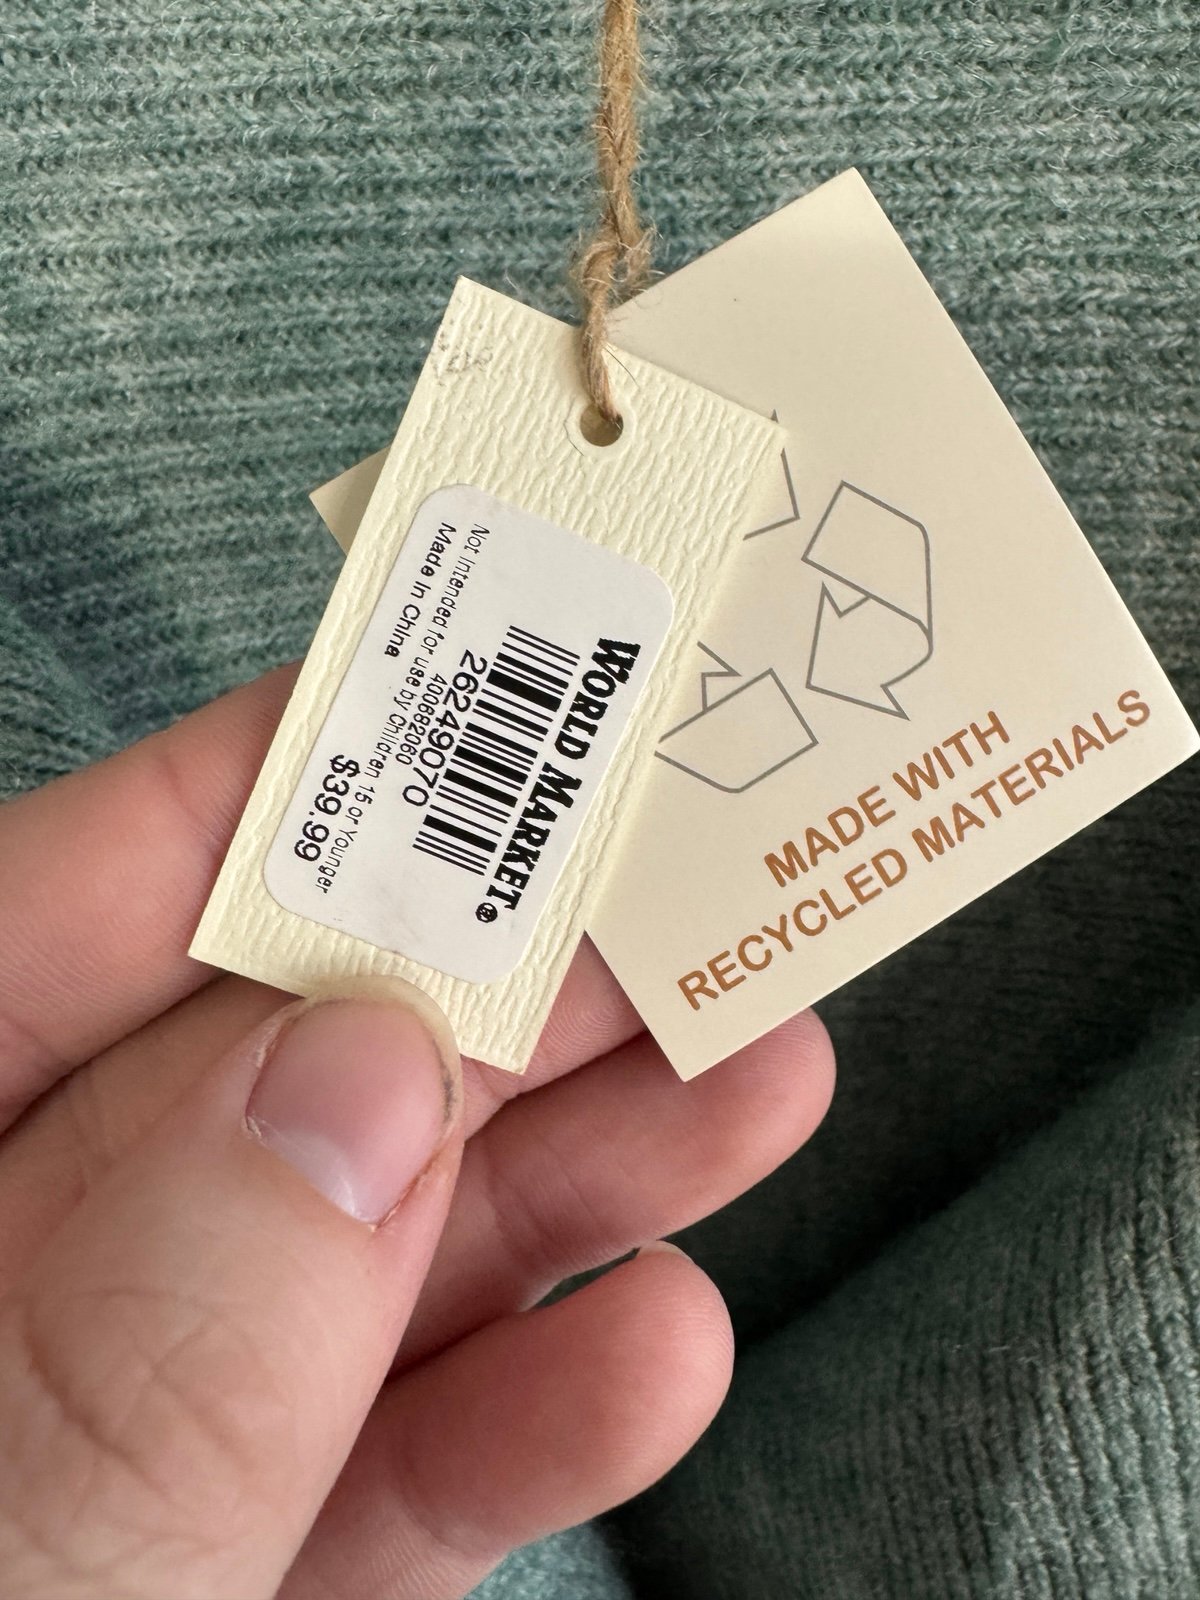 WORLD MARKET®
26249070
400682060
Not Intended for use by Children 15 or Younger
Made In China
$39.99
MADE WITH
RECYCLED MATERIALS